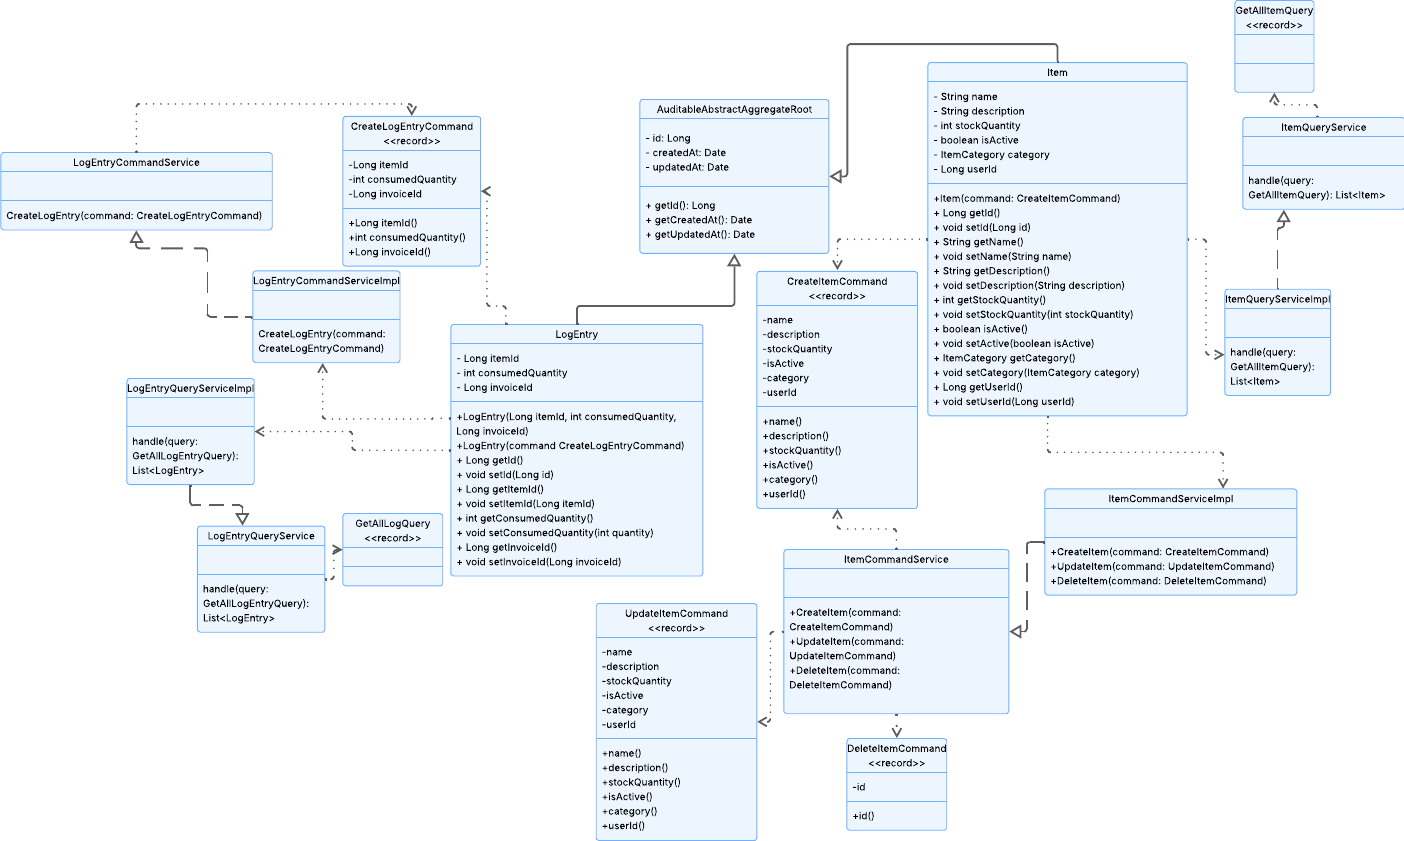 GetAllItemQuery
<<record>>
Item
- String name
- String description
- int stockQuantity
- boolean isActive
- ItemCategory category
- Long userId
+Item(command: CreateItemCommand)
+ Long getId()
+ void setId(Long id)
+ String getName()
+ void setName(String name)
+ String getDescription()
+ void setDescription(String description)
+ int getStockQuantity()
+ void setStockQuantity(int stockQuantity)
+ boolean isActive()
+ void setActive(boolean isActive)
+ ItemCategory getCategory()
+ void setCategory(ItemCategory category)
+ Long getUserId()
+ void setUserId(Long userId)
AuditableAbstractAggregateRoot
- id: Long
- createdAt: Date
- updatedAt: Date
+ getId(): Long
+ getCreatedAt(): Date
+ getUpdatedAt(): Date
CreateLogEntryCommand
<<record>>
-Long itemId
-int consumedQuantity
-Long invoiceId
+Long itemId()
+int consumedQuantity()
+Long invoiceId()
ItemQueryService
handle(query:
GetAllItemQuery): List<Item>
LogEntryCommandService
CreateLogEntry(command: CreateLogEntryCommand)
LogEntryCommandServiceImpl
CreateLogEntry(command:
CreateLogEntryCommand)
CreateItemCommand
<<record>>
-name
-description
-stockQuantity
-isActive
-category
-userId
+name()
+description()
+stockQuantity()
+isActive()
+category()
+userId()
ItemQueryServiceImpl
handle(query:
GetAllItemQuery):
List<Item>
LogEntry
- Long itemId
- int consumedQuantity
- Long invoiceId
+LogEntry(Long itemId, int consumedQuantity,
Long invoiceId)
+LogEntry(command CreateLogEntryCommand)
+ Long getId()
+ void setId(Long id)
+ Long getItemId()
+ void setItemId(Long itemId)
+ int getConsumedQuantity()
+ void setConsumedQuantity(int quantity)
+ Long getInvoiceId()
+ void setInvoiceId(Long invoiceId)
LogEntryQueryServiceImpl
handle(query:
GetAllLogEntryQuery):
List<LogEntry>
LogEntryQueryService
handle(query:
GetAllLogEntryQuery):
List<LogEntry>
GetAllLogQuery
<<record>>
ItemCommandServiceImpl
+CreateItem(command: CreateItemCommand)
+UpdateItem(command: UpdateItemCommand)
+DeleteItem(command: DeleteItemCommand)
ItemCommandService
+CreateItem(command:
CreateItemCommand)
+UpdateItem(command:
UpdateItemCommand)
+DeleteItem(command:
DeleteItemCommand)
UpdateItemCommand
<<record>>
-name
-description
-stockQuantity
-isActive
-category
-userId
+name()
+description()
+stockQuantity()
+isActive()
+category()
+userId()
DeleteItemCommand
<<record>>
-id
+id()